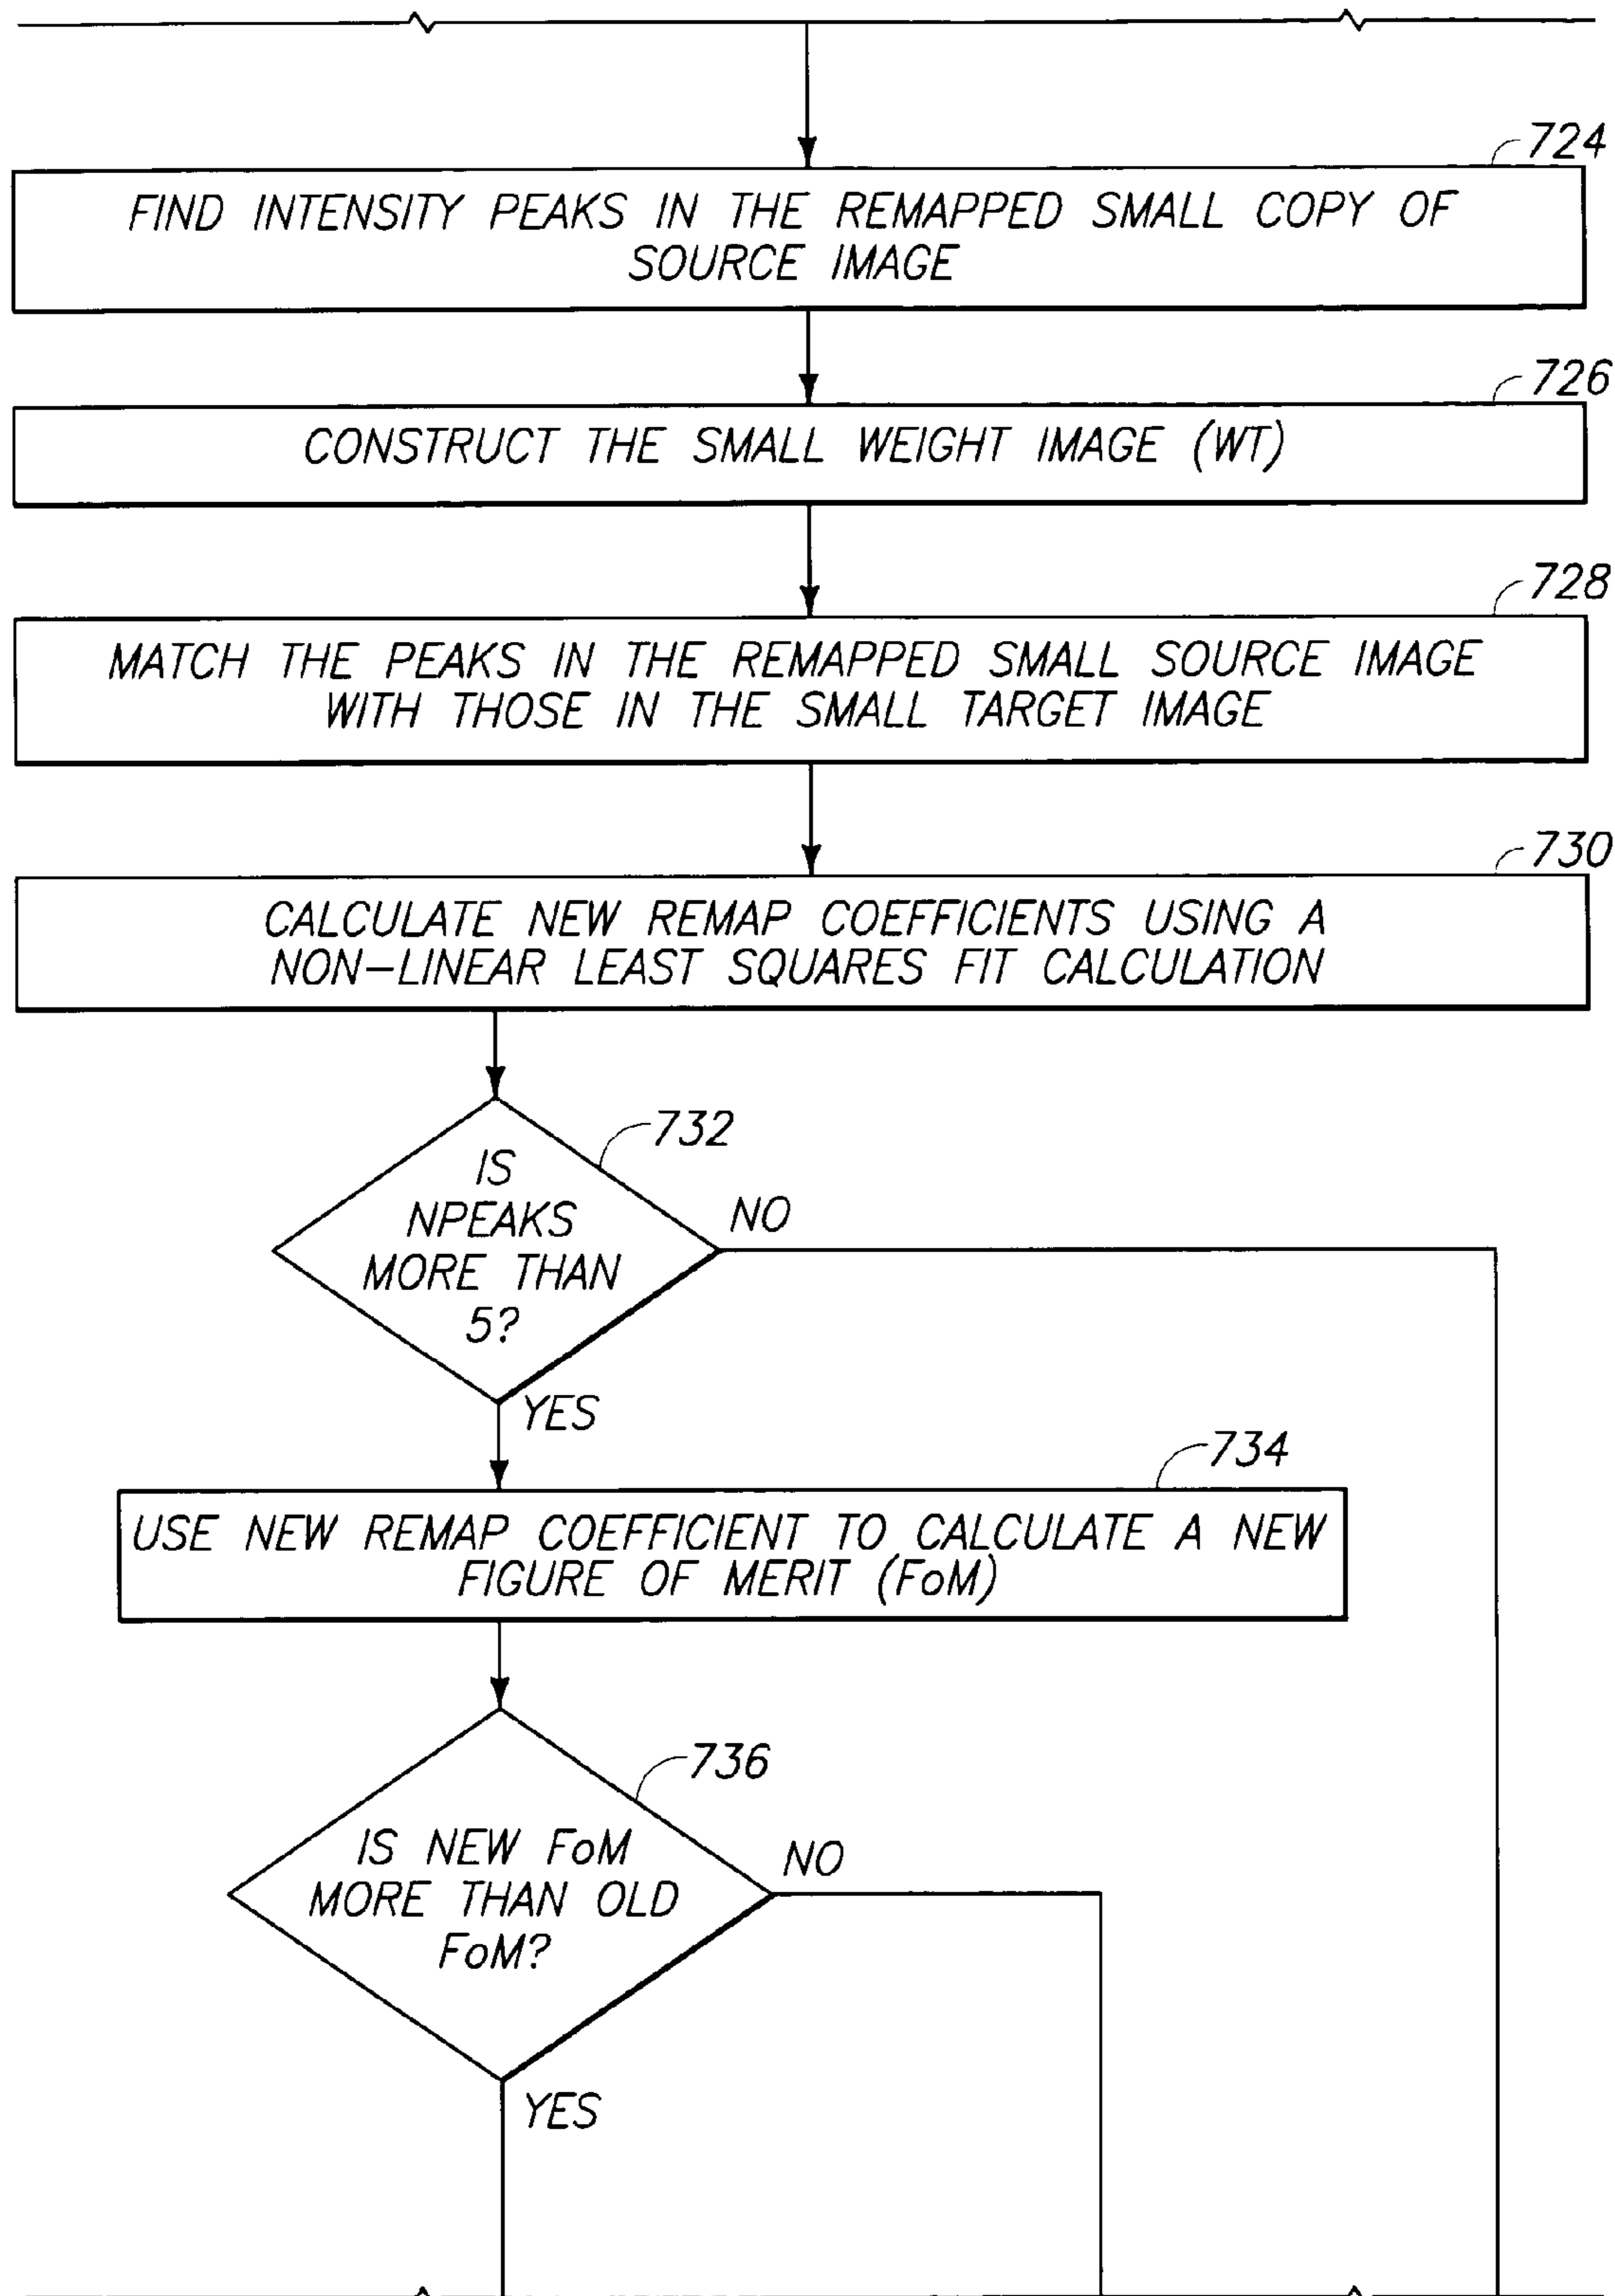 724
FIND INTENSITY PEAKS IN THE REMAPPED SMALL COPY OF
SOURCE IMAGE
726
CONSTRUCT THE SMALL WEIGHT IMAGE (WT)
728
MATCH THE PEAKS IN THE REMAPPED SMALL SOURCE IMAGE
WITH THOSE IN THE SMALL TARGET IMAGE
730
CALCULATE NEW REMAP COEFFICIENTS USING A
NON-LINEAR LEAST SQUARES FIT CALCULATION
732
IS
NPEAKS
MORE THAN
5?
NO
YES
734
USE NEW REMAP COEFFICIENT TO CALCULATE A NEW
FIGURE OF MERIT (FoM)
736
IS NEW FoM
MORE THAN OLD
FoM?
NO
YES